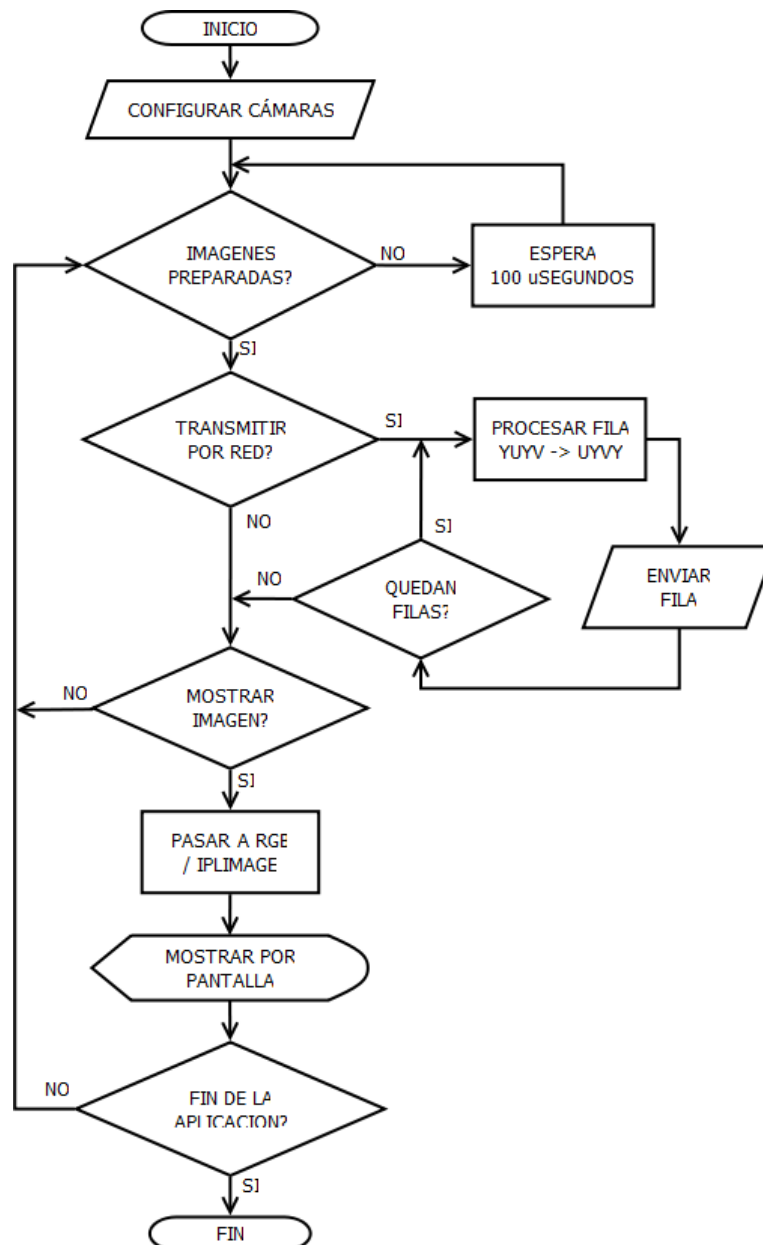 INICIO
CONFIGURAR CÁMARAS
IMAGENES
PREPARADAS?
NO
ESPERA
100 uSEGUNDOS
SI
TRANSMITIR
POR RED?
SI
PROCESAR FILA
YUYV -> UYVY
NO
SI
NO
QUEDAN
FILAS?
ENVIAR
FILA
NO
MOSTRAR
IMAGEN?
SI
PASAR A RGB
/ IPLIMAGE
MOSTRAR POR
PANTALLA
NO
FIN DE LA
APLICACION?
SI
FIN